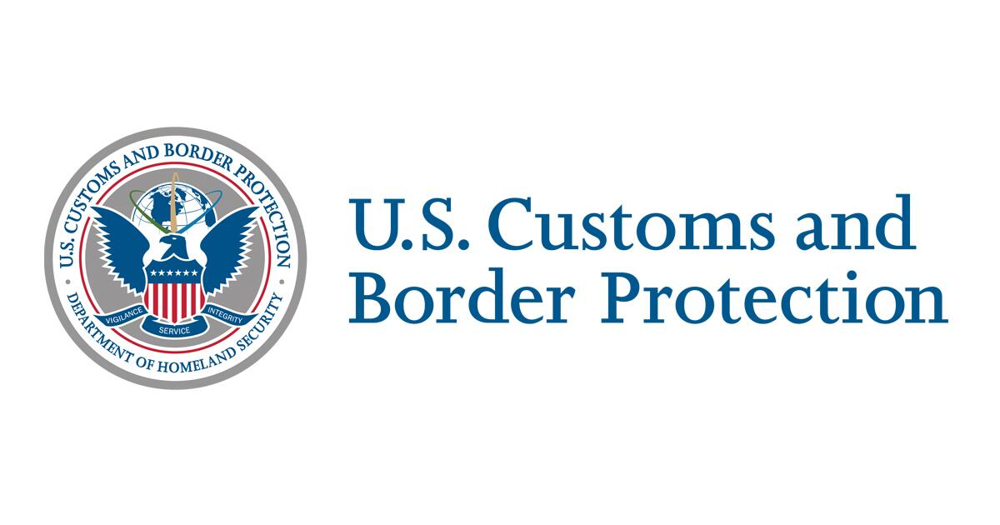 U.S. CUSTOMS AND BORDER PROTECTION
VIGILANCE
SERVICE
INTEGRITY
DEPARTMENT OF HOMELAND SECURITY
U.S. Customs and
Border Protection